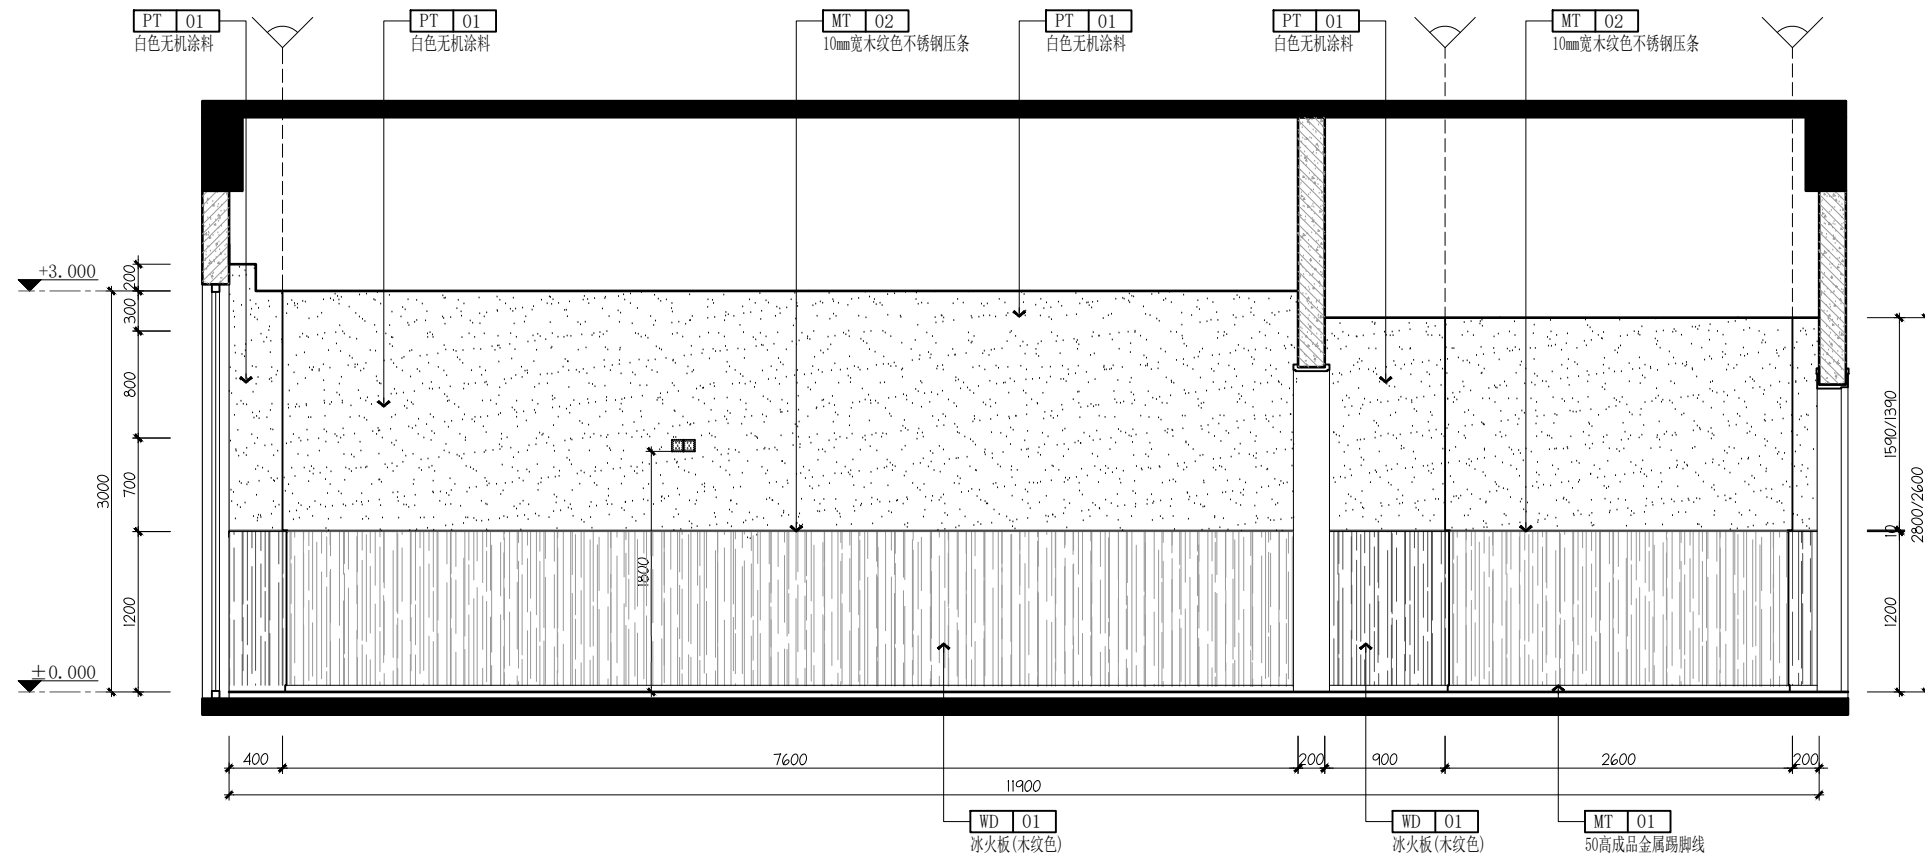 PT 01
白色无机涂料
PT 01
白色无机涂料
MT 02
10mm宽木纹色不锈钢压条
PT 01
白色无机涂料
PT 01
白色无机涂料
MT 02
10mm宽木纹色不锈钢压条
+3.000
±0.000
200
300
800
700
1200
3000
1800
1590/1390
10
1200
2800/2600
400
7600
200
900
2600
200
11900
WD 01
冰火板(木纹色)
WD 01
冰火板(木纹色)
MT 01
50高成品金属踢脚线